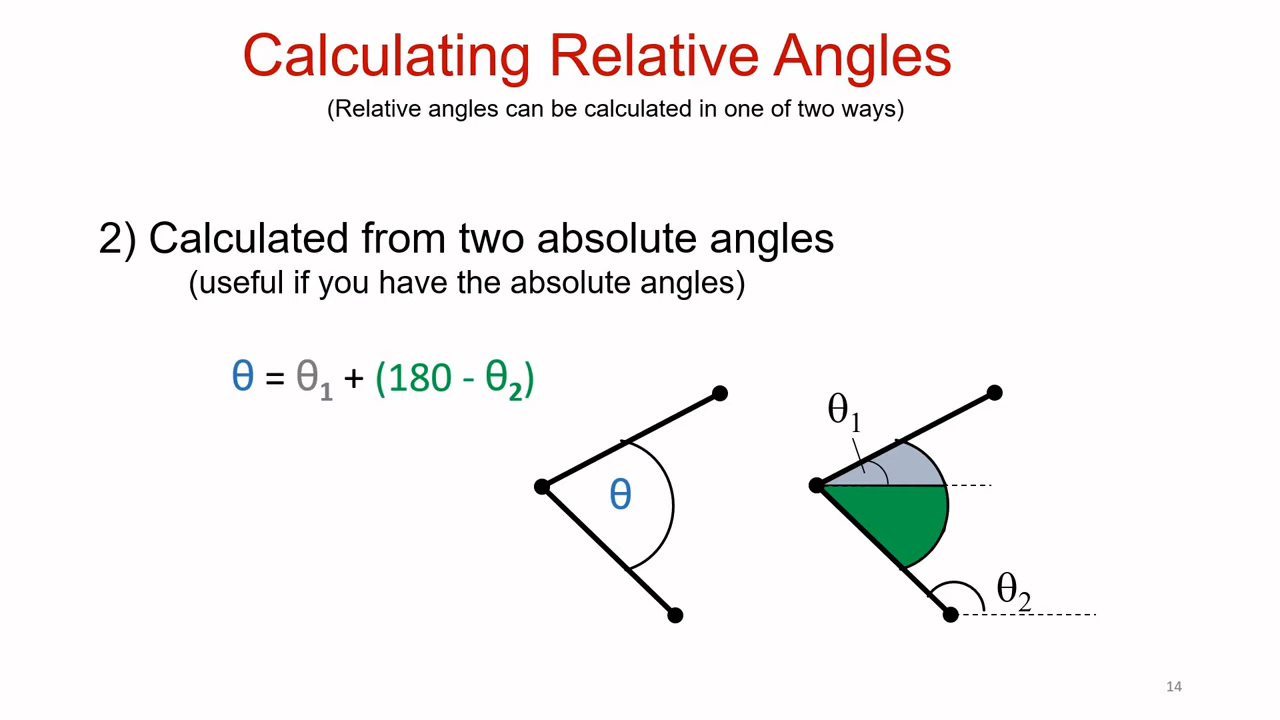 Calculating Relative Angles
(Relative angles can be calculated in one of two ways)
2) Calculated from two absolute angles
(useful if you have the absolute angles)
θ = θ₁ + (180 - θ₂)
θ
θ₁
θ₂
14